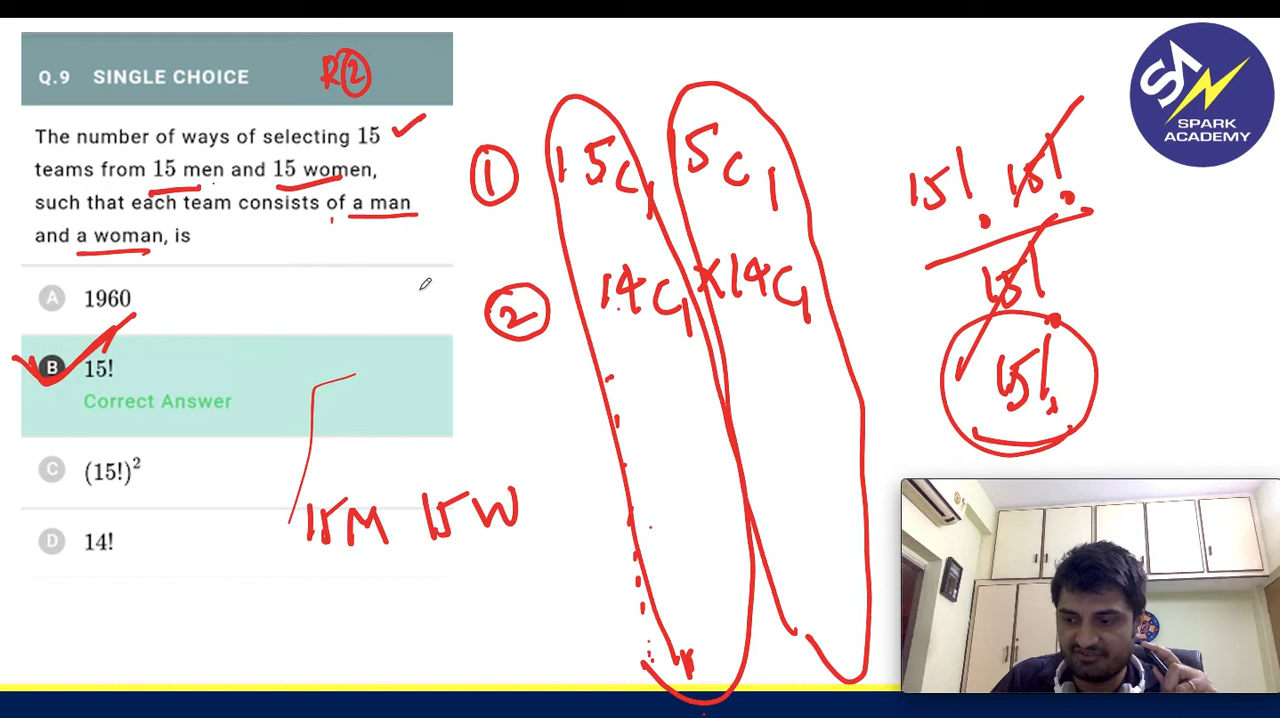 Q.9 SINGLE CHOICE
R②
The number of ways of selecting 15
teams from 15 men and 15 women,
such that each team consists of a man
and a woman, is
A 1960
B 15!
Correct Answer
C (15!)²
D 14!
15M 15W
① 15C₁ 15C₁
② 14C₁ × 14C₁
15! 15!
15!
15!
SAN
SPARK
ACADEMY